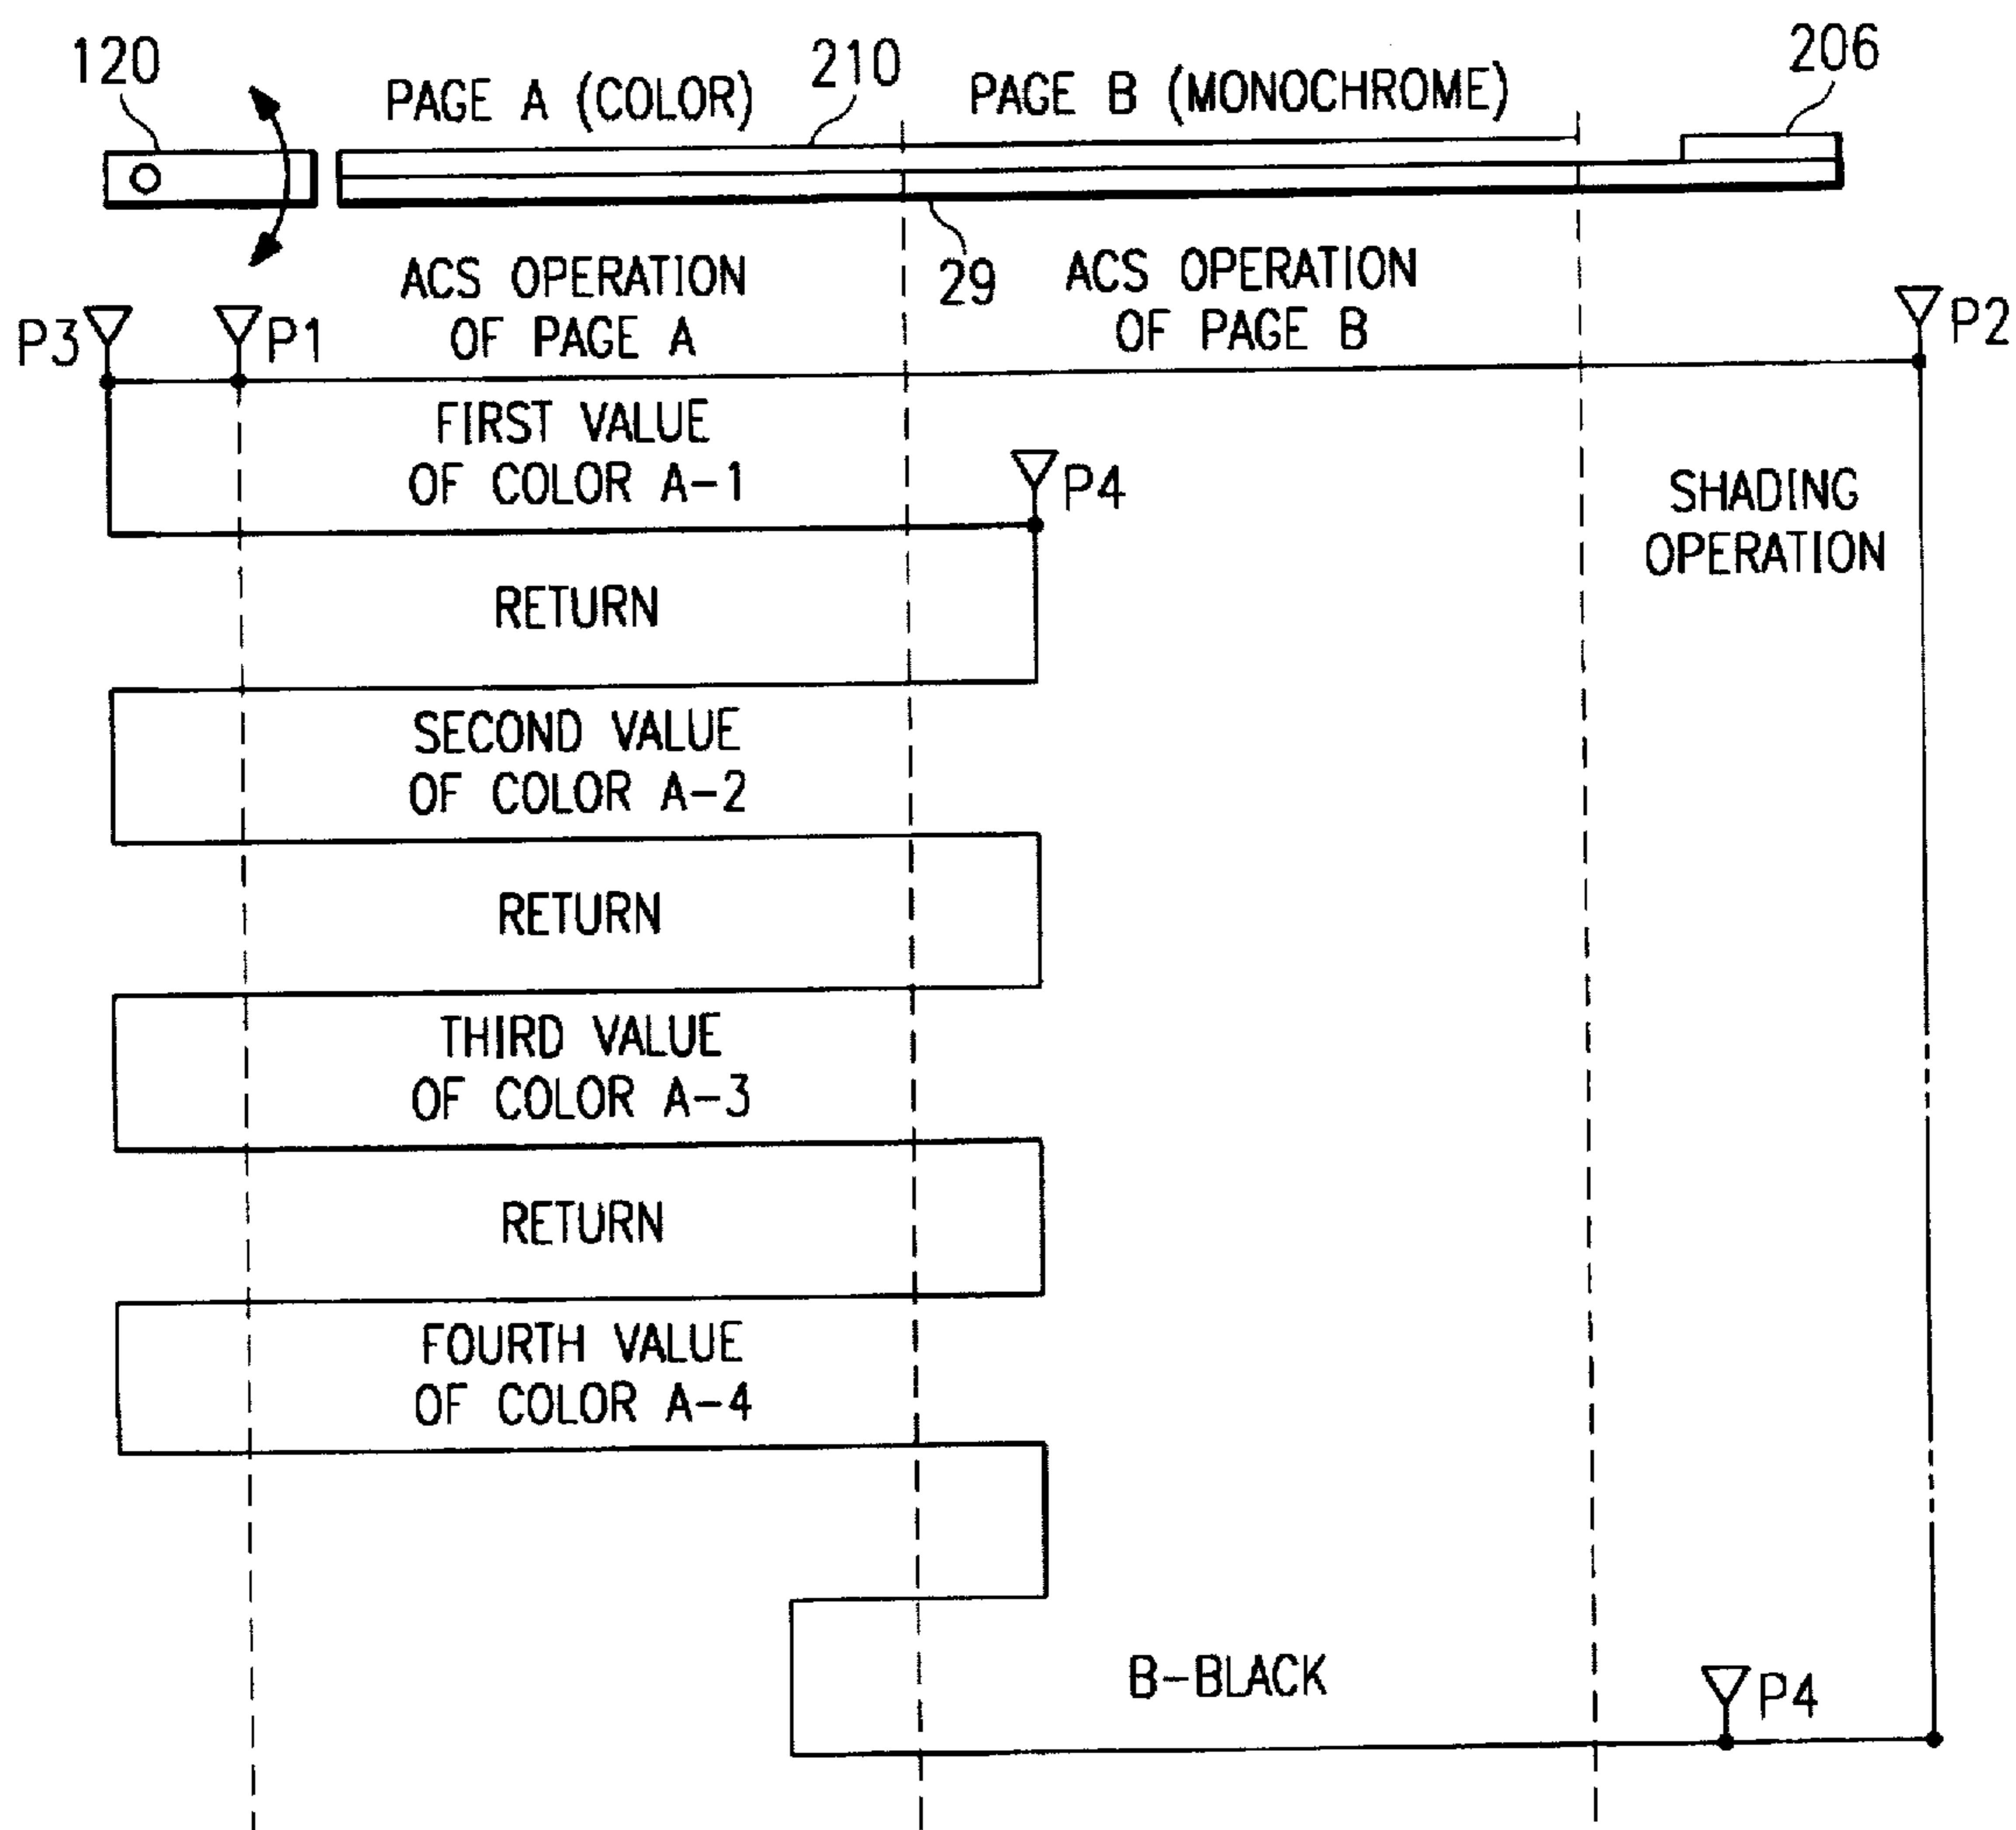 120
PAGE A (COLOR)
210
PAGE B (MONOCHROME)
206
29
ACS OPERATION
OF PAGE A
ACS OPERATION
OF PAGE B
P3
P1
P2
FIRST VALUE
OF COLOR A-1
P4
SHADING
OPERATION
RETURN
SECOND VALUE
OF COLOR A-2
RETURN
THIRD VALUE
OF COLOR A-3
RETURN
FOURTH VALUE
OF COLOR A-4
B-BLACK
P4